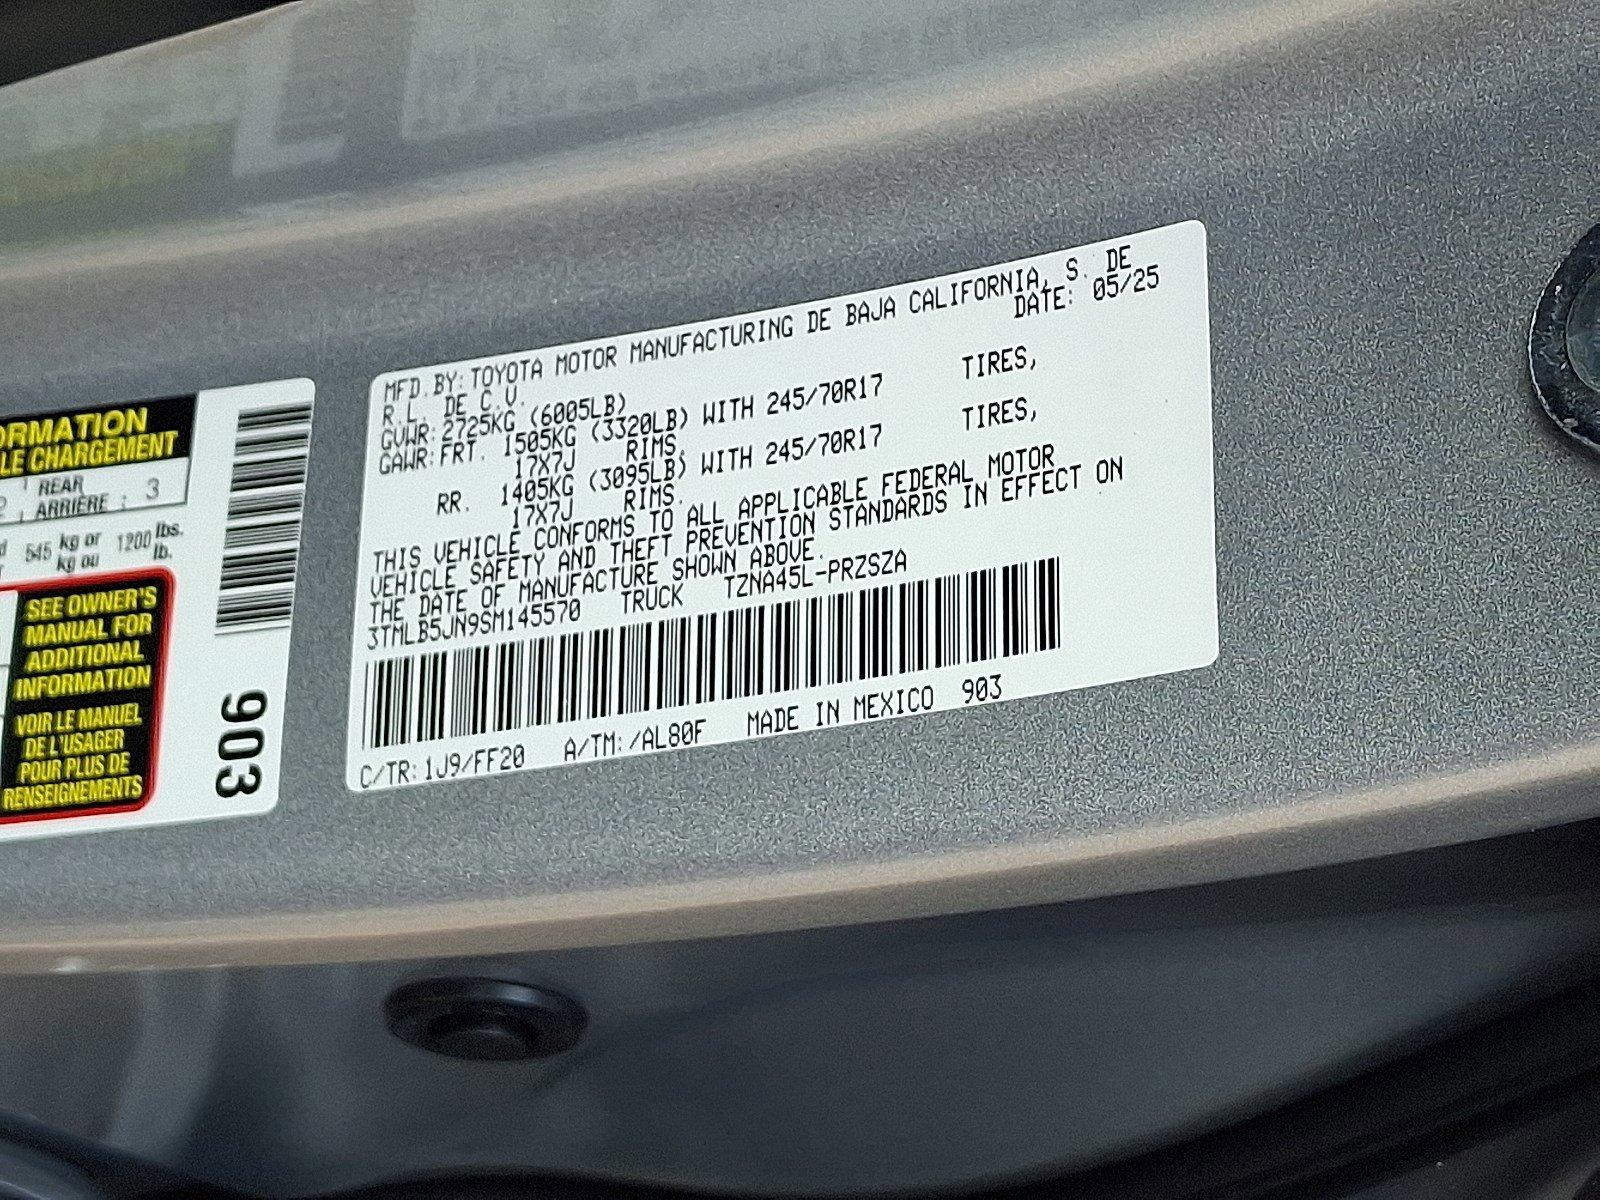 ORMATION
LE CHARGEMENT
REAR
ARRIÈRE : 3
545 kg or 1200 lbs.
kg ou lb.
SEE OWNER'S
MANUAL FOR
ADDITIONAL
INFORMATION
VOIR LE MANUEL
DE L'USAGER
POUR PLUS DE
RENSEIGNEMENTS
903
MFD.BY: TOYOTA MOTOR MANUFACTURING DE BAJA CALIFORNIA, S. DE
R.L. DE C.V. DATE: 05/25
GVWR: 2725KG (6005LB)
GAWR: FRT. 1505KG (3320LB) WITH 245/70R17 TIRES,
17X7J RIMS,
RR. 1405KG (3095LB) WITH 245/70R17 TIRES,
17X7J RIMS.
THIS VEHICLE CONFORMS TO ALL APPLICABLE FEDERAL MOTOR
VEHICLE SAFETY AND THEFT PREVENTION STANDARDS IN EFFECT ON
THE DATE OF MANUFACTURE SHOWN ABOVE.
3TMLB5JN9SM145570 TRUCK TZNA45L-PRZSZA
C/TR: 1J9/FF20 A/TM: /AL80F MADE IN MEXICO 903